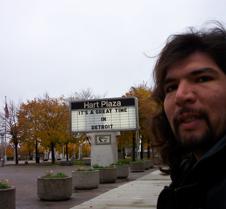 Hart Plaza
IT'S A GREAT TIME
IN
DETROIT